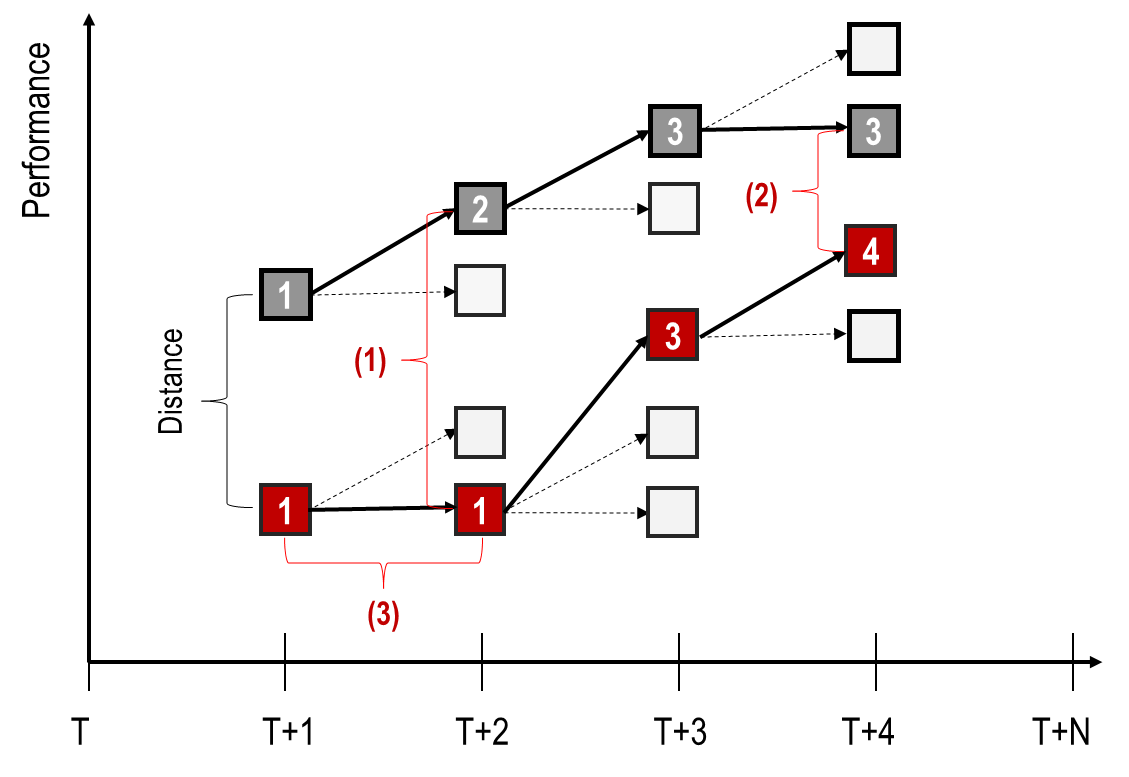 Performance
3
3
(2)
2
4
1
3
Distance
(1)
1
1
(3)
T
T+1
T+2
T+3
T+4
T+N